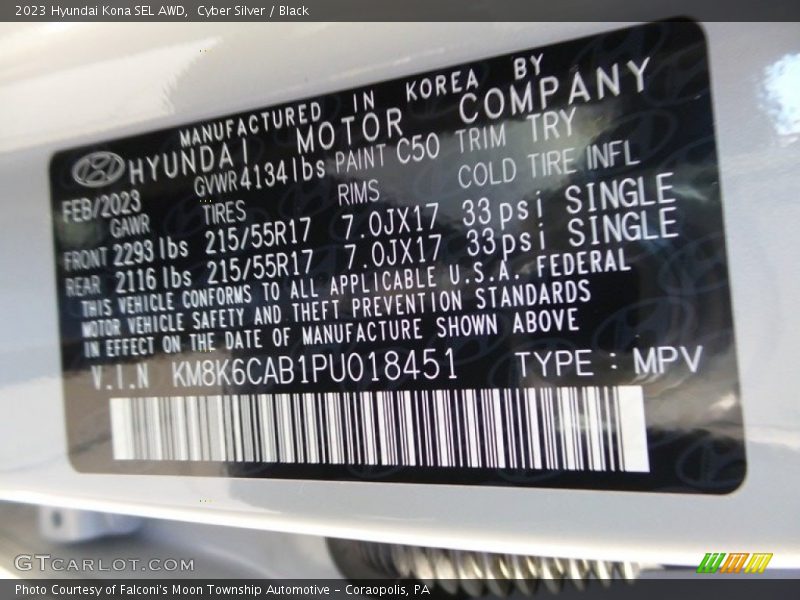 2023 Hyundai Kona SEL AWD,  Cyber Silver / Black
MANUFACTURED IN KOREA BY
HYUNDAI MOTOR COMPANY
FEB/2023 GVWR 4134 lbs PAINT C50 TRIM TRY
GAWR TIRES RIMS COLD TIRE INFL
FRONT 2293 lbs 215/55R17 7.0JX17 33 psi SINGLE
REAR 2116 lbs 215/55R17 7.0JX17 33 psi SINGLE
THIS VEHICLE CONFORMS TO ALL APPLICABLE U.S.A. FEDERAL
MOTOR VEHICLE SAFETY AND THEFT PREVENTION STANDARDS
IN EFFECT ON THE DATE OF MANUFACTURE SHOWN ABOVE
V.I.N KM8K6CAB1PU018451 TYPE : MPV
GTCARLOT.COM
Photo Courtesy of Falconi's Moon Township Automotive - Coraopolis, PA